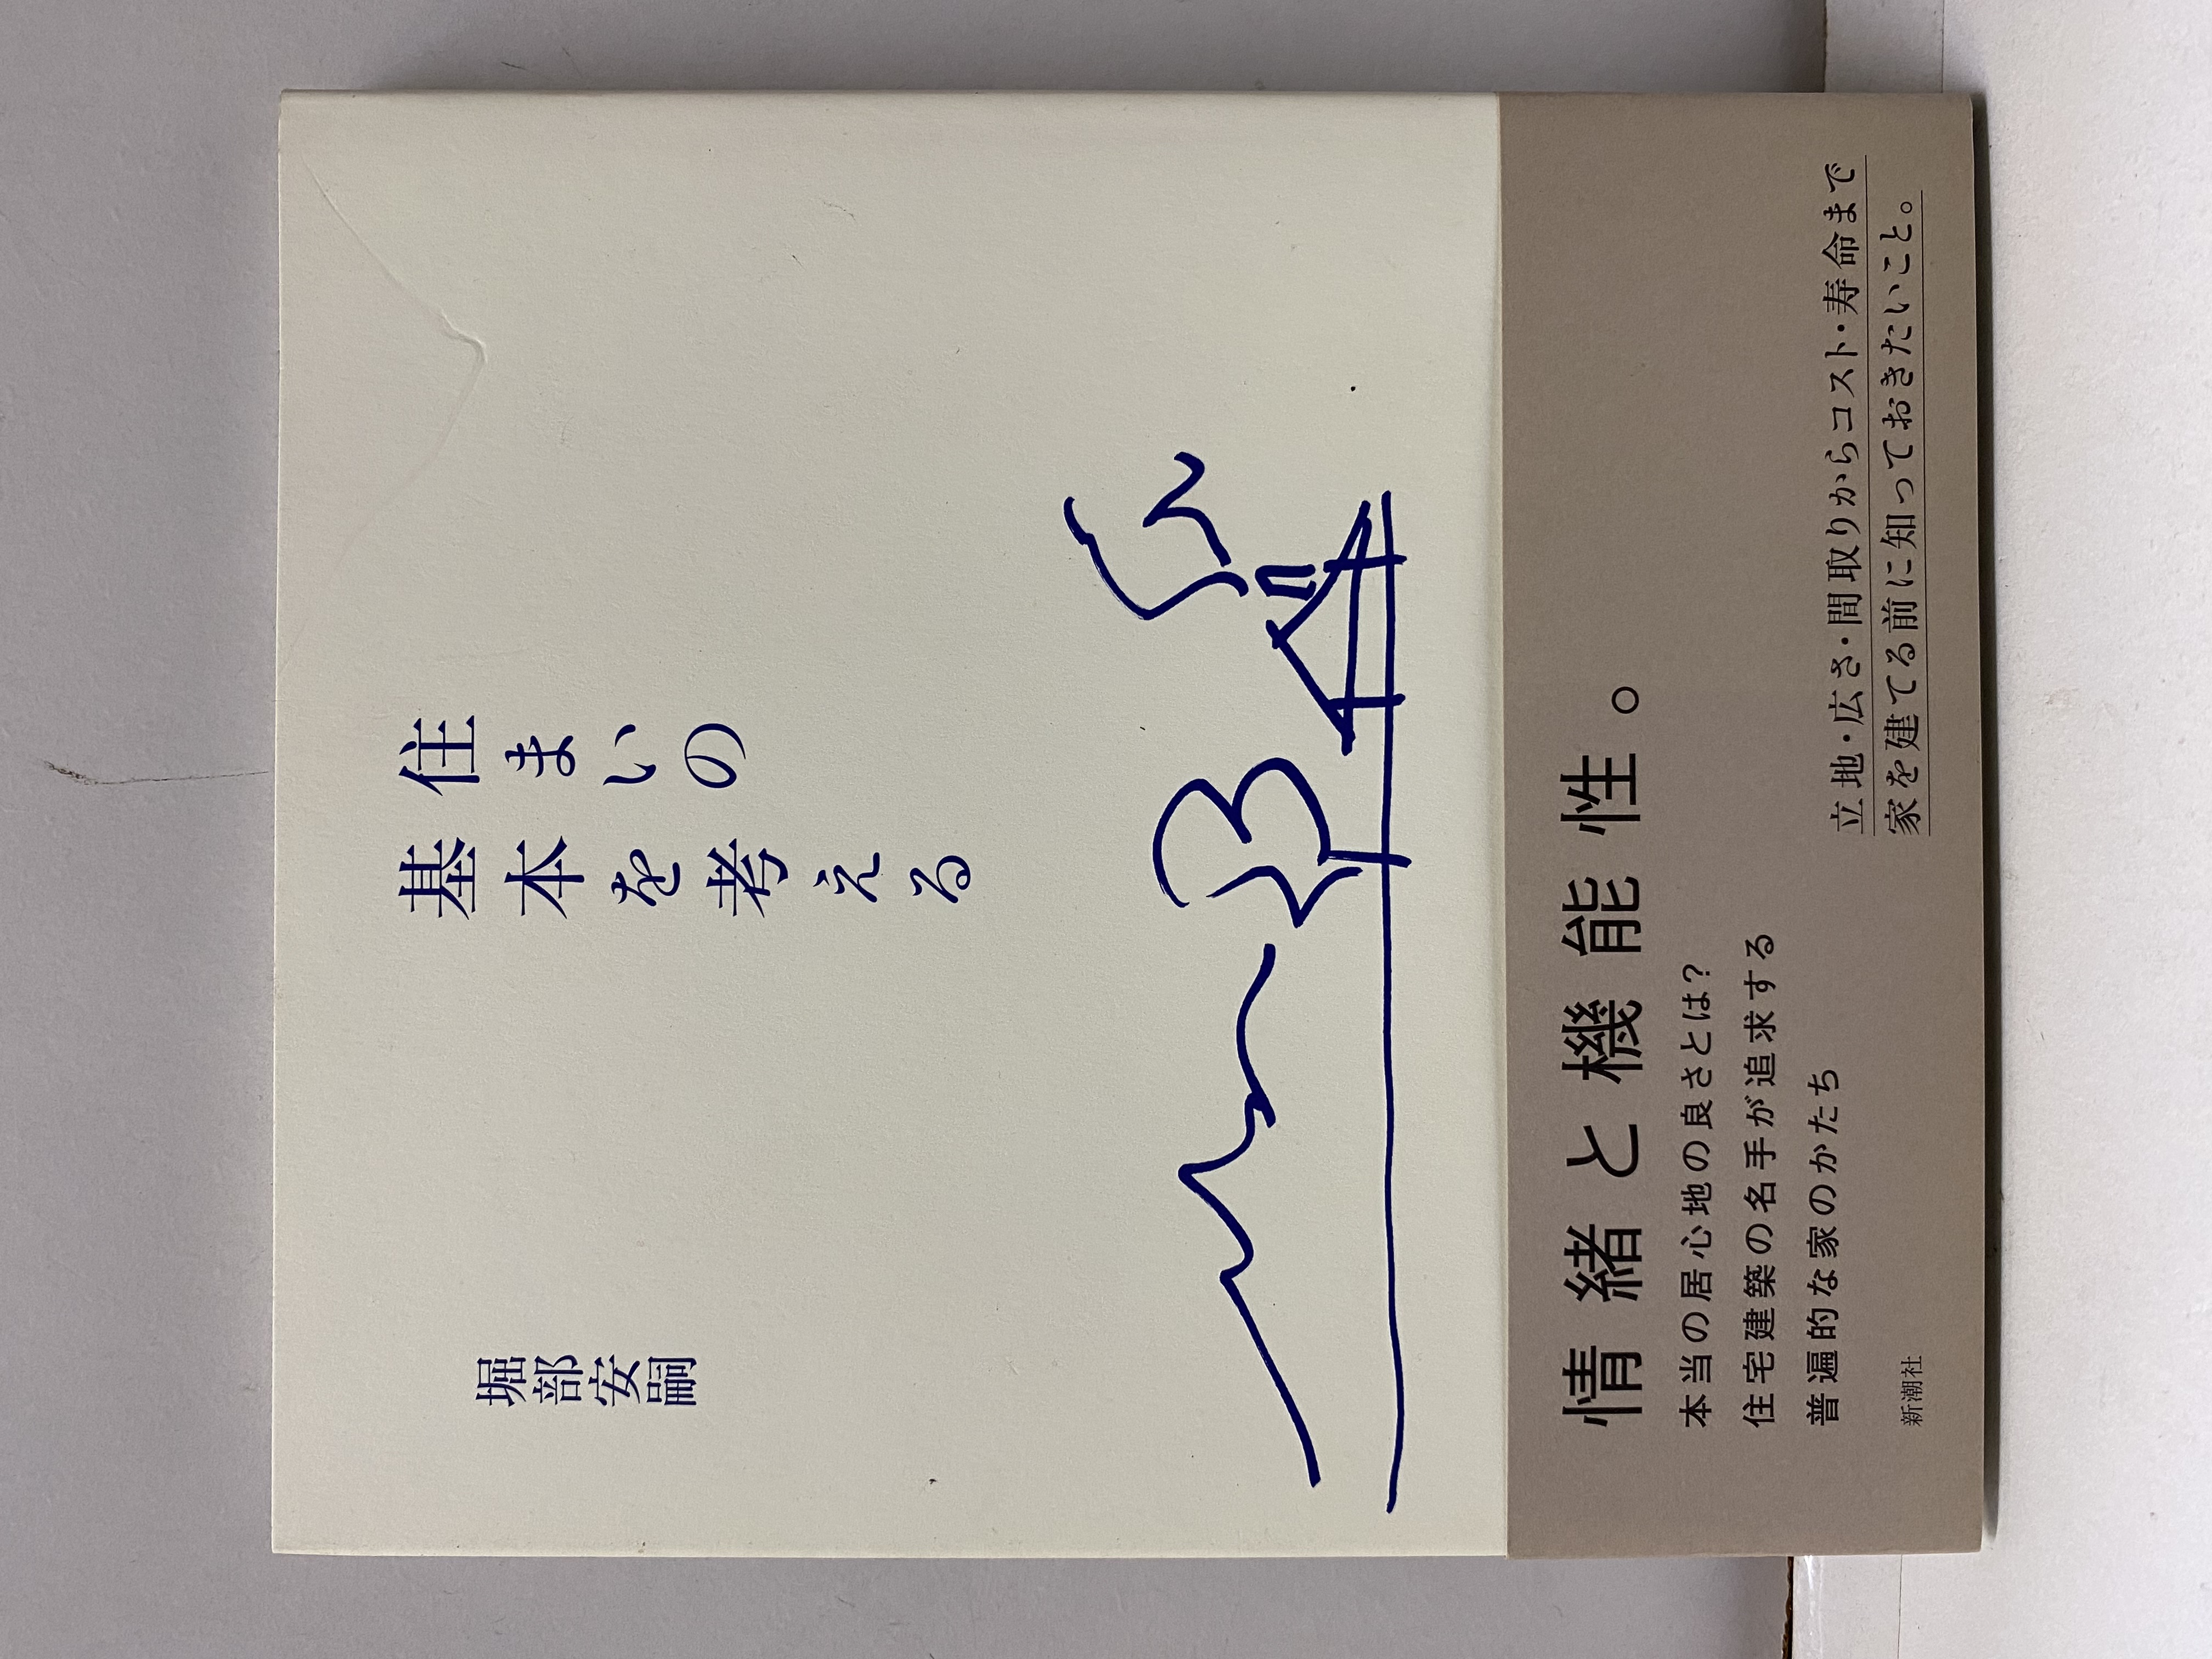 住まいの
基本を考える
堀部安嗣
情緒と機能性。
本当の居心地の良さとは?
住宅建築の名手が追求する
普遍的な家のかたち
立地・広さ・間取りからコスト・寿命まで
家を建てる前に知っておきたいこと。
新潮社